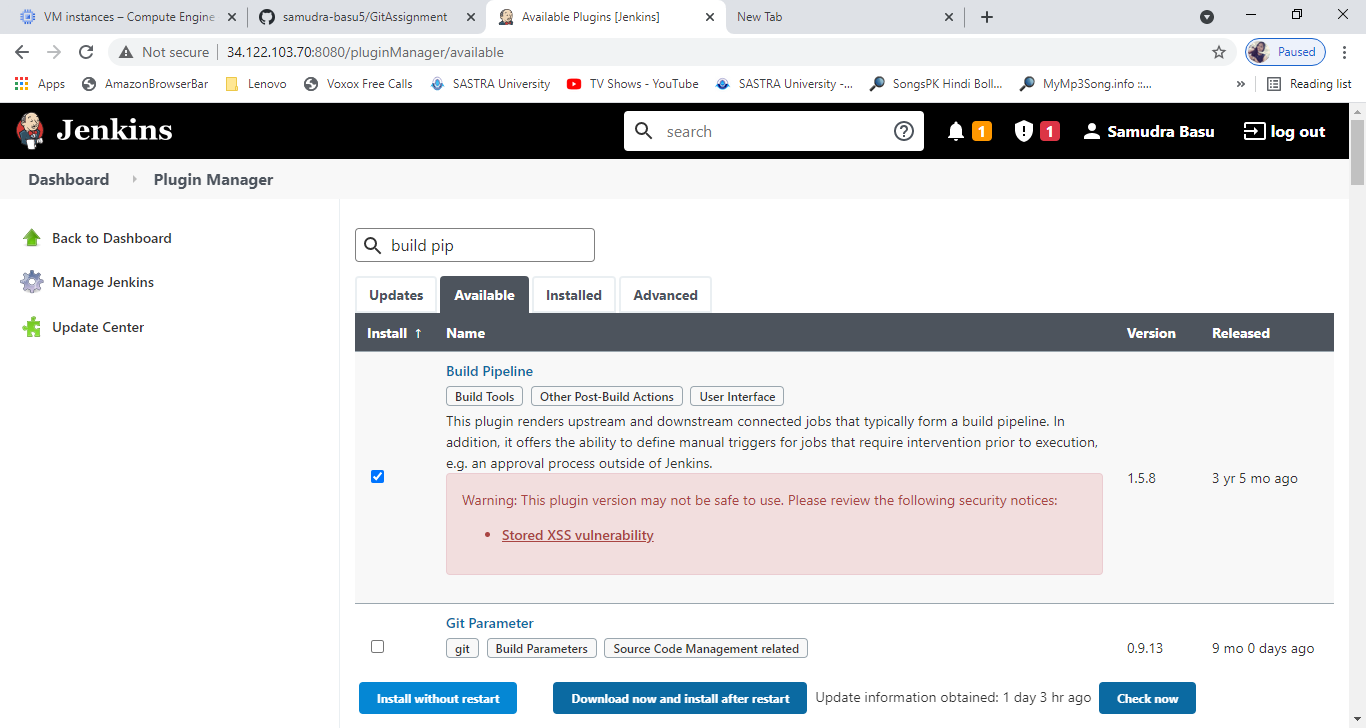 VM instances – Compute Engine
samudra-basu5/GitAssignment
Available Plugins [Jenkins]
New Tab
Not secure
34.122.103.70:8080/pluginManager/available
Paused
Apps
AmazonBrowserBar
Lenovo
Voxox Free Calls
SASTRA University
TV Shows - YouTube
SASTRA University -...
SongsPK Hindi Boll...
MyMp3Song.info ::...
»
Reading list
Jenkins
search
1
1
Samudra Basu
log out
Dashboard
Plugin Manager
Back to Dashboard
Manage Jenkins
Update Center
build pip
Updates
Available
Installed
Advanced
Install ↑
Name
Version
Released
Build Pipeline
Build Tools
Other Post-Build Actions
User Interface
This plugin renders upstream and downstream connected jobs that typically form a build pipeline. In
addition, it offers the ability to define manual triggers for jobs that require intervention prior to execution,
e.g. an approval process outside of Jenkins.
Warning: This plugin version may not be safe to use. Please review the following security notices:
• Stored XSS vulnerability
1.5.8
3 yr 5 mo ago
Git Parameter
git
Build Parameters
Source Code Management related
0.9.13
9 mo 0 days ago
Install without restart
Download now and install after restart
Update information obtained: 1 day 3 hr ago
Check now